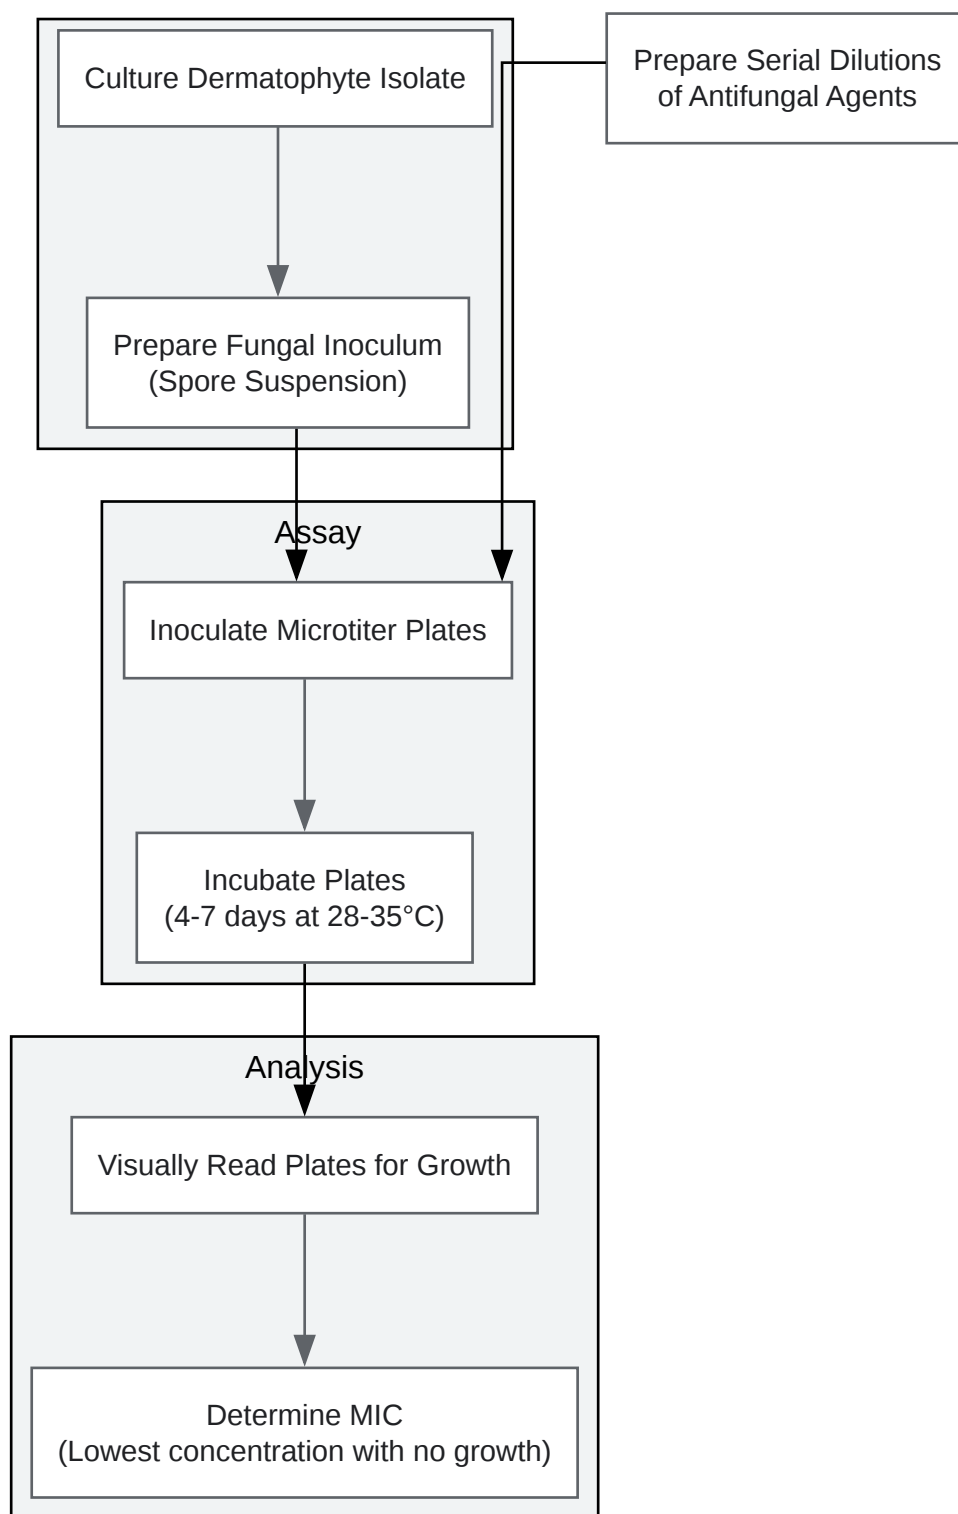 Culture Dermatophyte Isolate
Prepare Serial Dilutions
of Antifungal Agents
Prepare Fungal Inoculum
(Spore Suspension)
Assay
Inoculate Microtiter Plates
Incubate Plates
(4-7 days at 28-35°C)
Analysis
Visually Read Plates for Growth
Determine MIC
(Lowest concentration with no growth)